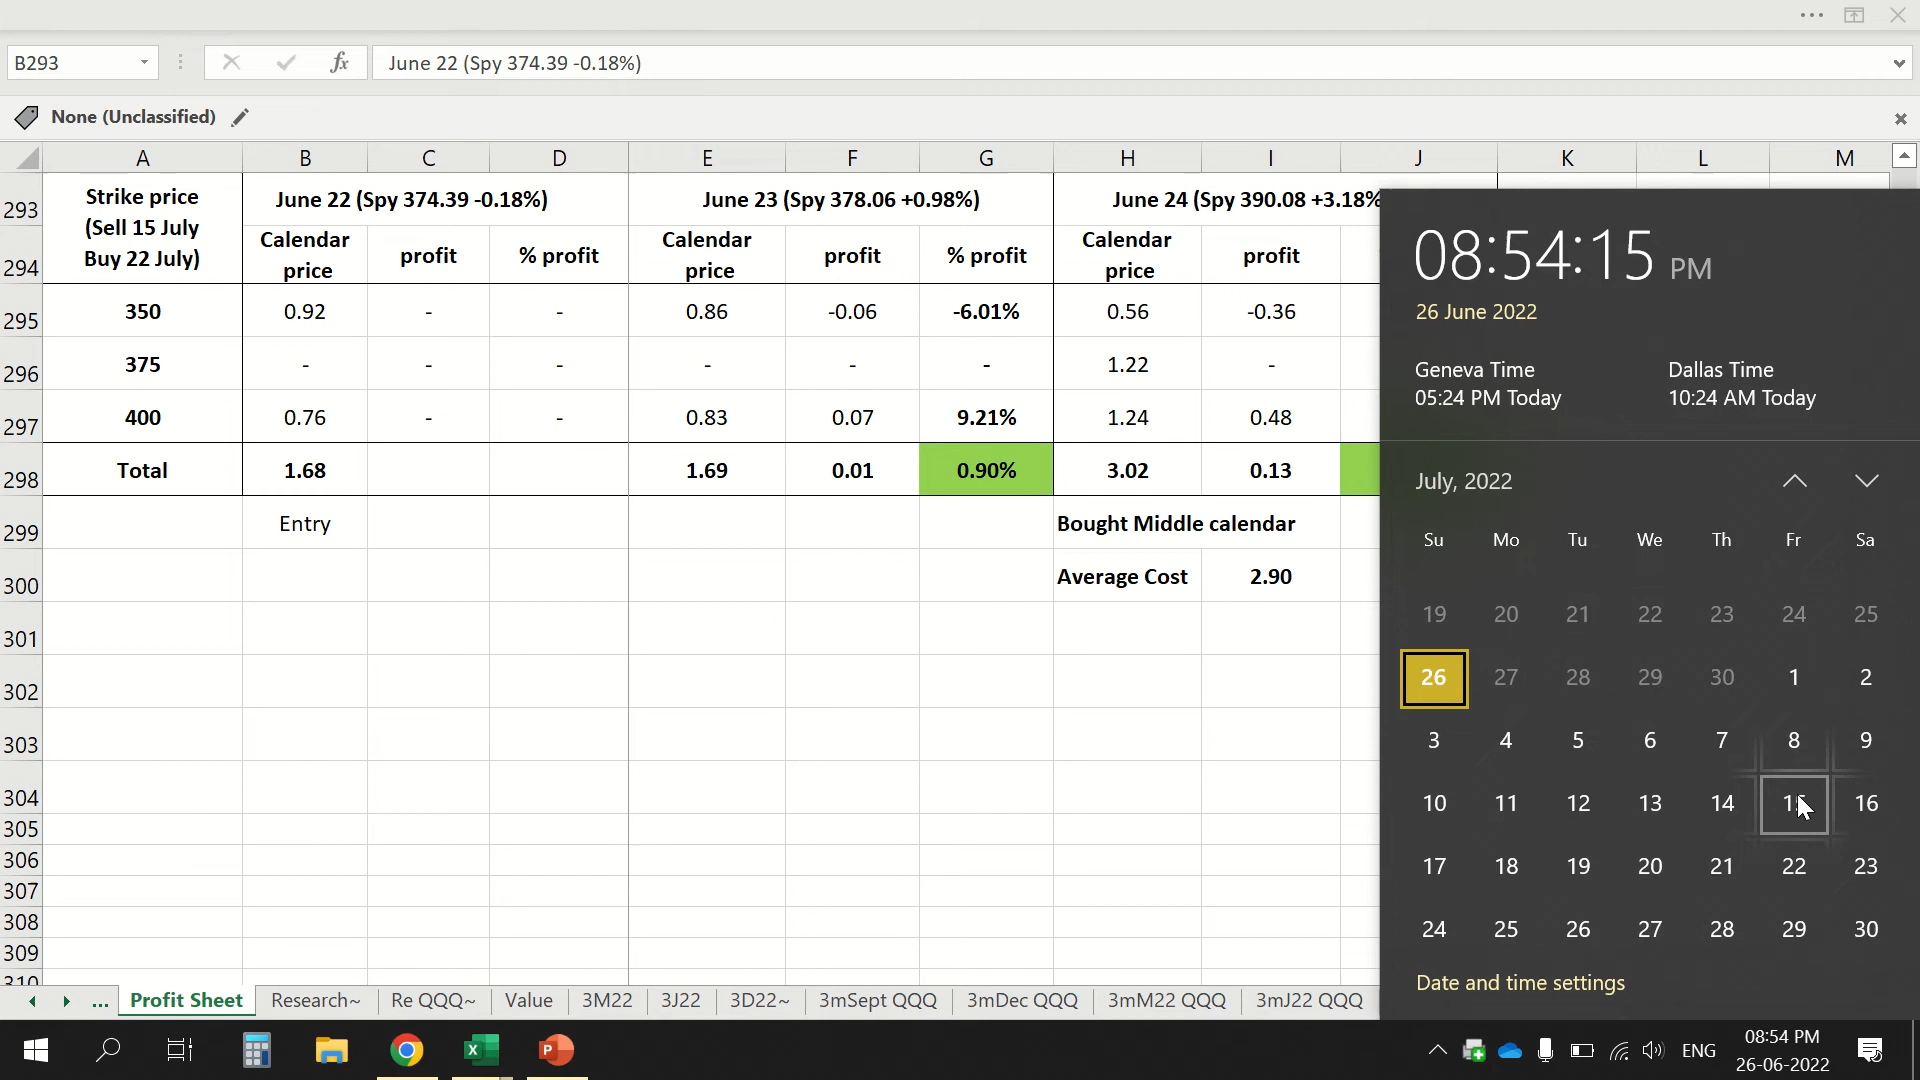 B293
fx
June 22 (Spy 374.39 -0.18%)
None (Unclassified)
A B C D E F G H I J K L M
293 294 295 296 297 298 299 300 301 302 303 304 305 306 307 308 309 310
Strike price
(Sell 15 July
Buy 22 July)
June 22 (Spy 374.39 -0.18%)
June 23 (Spy 378.06 +0.98%)
June 24 (Spy 390.08 +3.18%
Calendar price profit % profit
Calendar price profit % profit
Calendar price profit
350 0.92 - - 0.86 -0.06 -6.01% 0.56 -0.36
375 - - - - - - 1.22 -
400 0.76 - - 0.83 0.07 9.21% 1.24 0.48
Total 1.68 1.69 0.01 0.90% 3.02 0.13
Entry Bought Middle calendar
Average Cost 2.90
08:54:15 PM
26 June 2022
Geneva Time
05:24 PM Today
Dallas Time
10:24 AM Today
July, 2022
Su Mo Tu We Th Fr Sa
19 20 21 22 23 24 25
26 27 28 29 30 1 2
3 4 5 6 7 8 9
10 11 12 13 14 15 16
17 18 19 20 21 22 23
24 25 26 27 28 29 30
Date and time settings
... Profit Sheet Research~ Re QQQ~ Value 3M22 3J22 3D22~ 3mSept QQQ 3mDec QQQ 3mM22 QQQ 3mJ22 QQQ
ENG
08:54 PM
26-06-2022